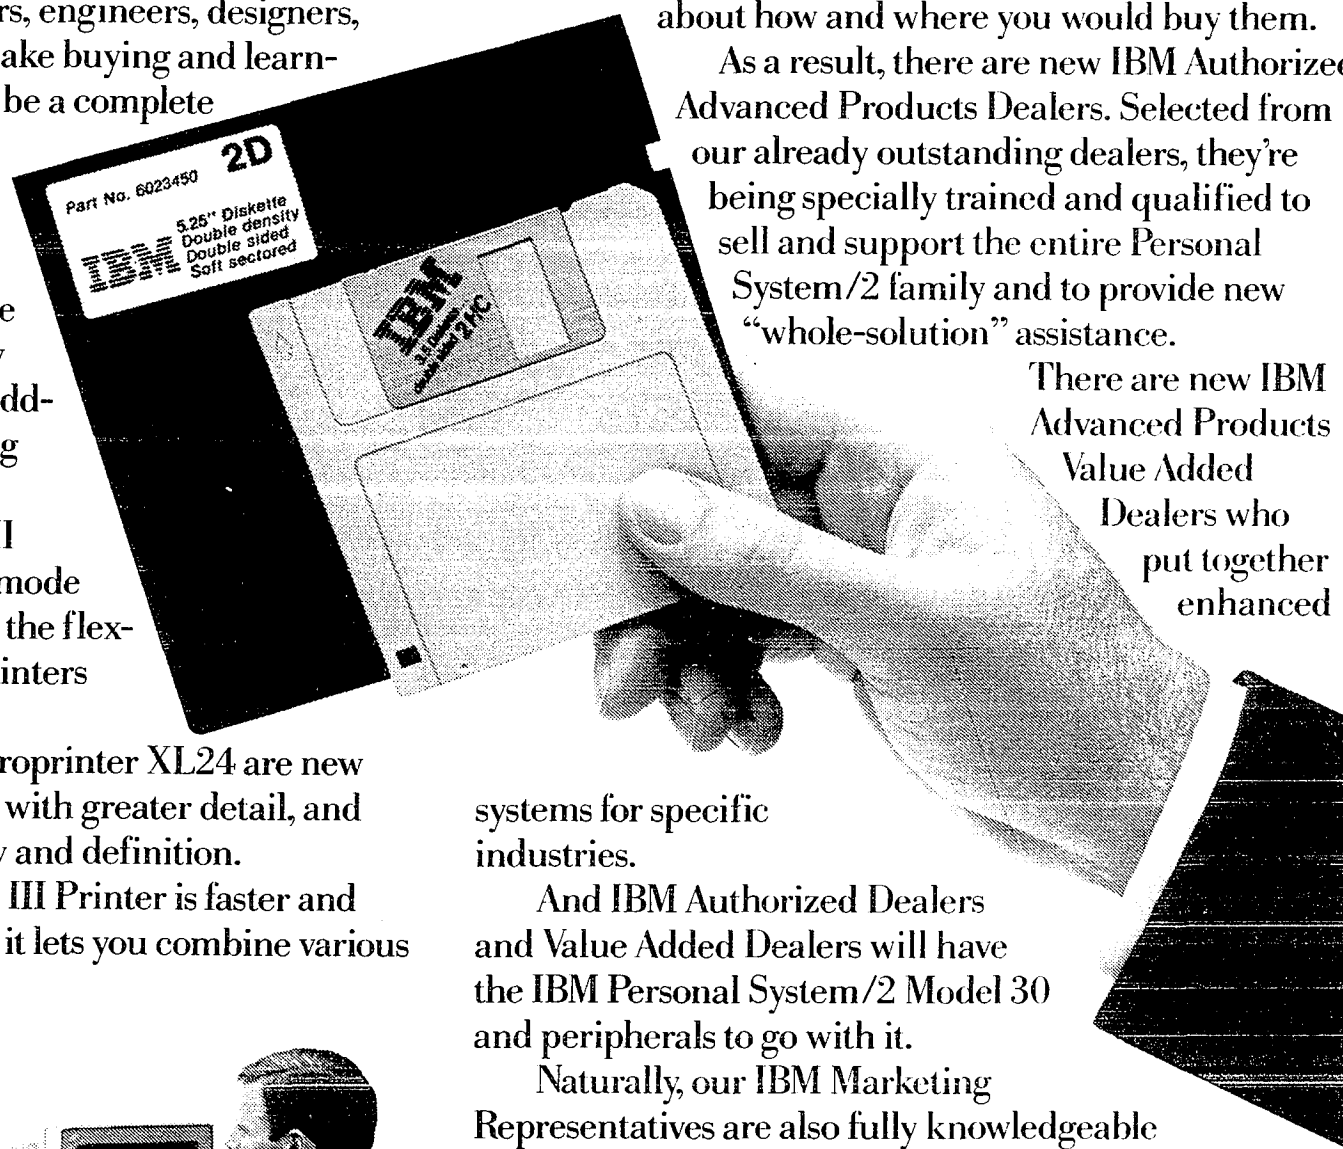 rs, engineers, designers,
ake buying and learn-
be a complete
2D
Part No. 6023450
IBM
5.25" Diskette
Double density
Double sided
Soft sectored
IBM
3.5 Diskette
2HC
e
y
dd-
g
II
mode
the flex-
inters
roprinter XL24 are new
with greater detail, and
y and definition.
III Printer is faster and
it lets you combine various
about how and where you would buy them.
As a result, there are new IBM Authorized
Advanced Products Dealers. Selected from
our already outstanding dealers, they're
being specially trained and qualified to
sell and support the entire Personal
System/2 family and to provide new
“whole-solution” assistance.
There are new IBM
Advanced Products
Value Added
Dealers who
put together
enhanced
systems for specific
industries.
And IBM Authorized Dealers
and Value Added Dealers will have
the IBM Personal System/2 Model 30
and peripherals to go with it.
Naturally, our IBM Marketing
Representatives are also fully knowledgeable